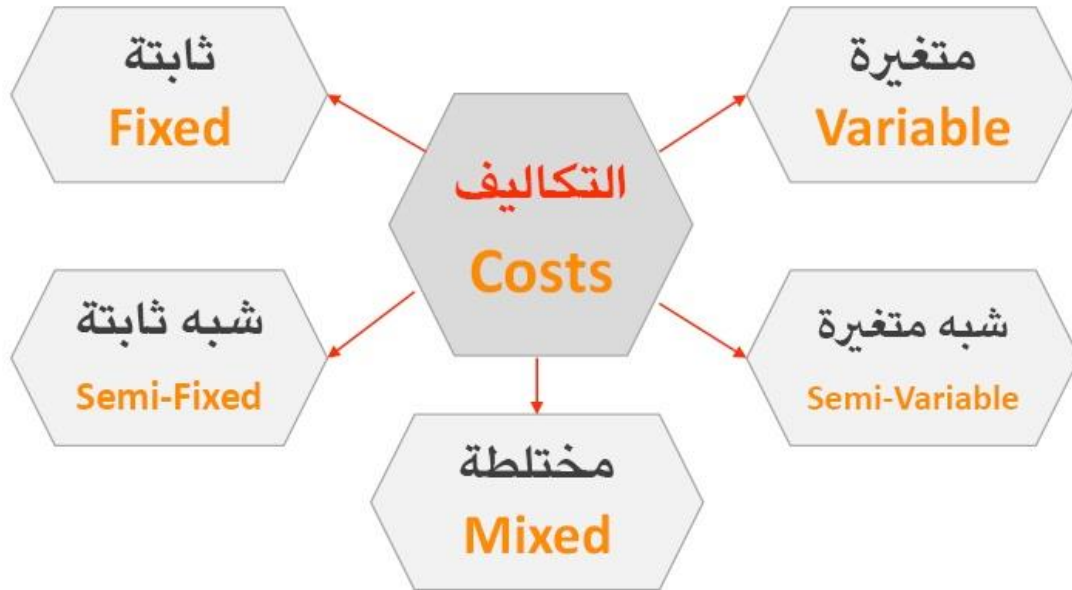 التكاليف
Costs
متغيرة
Variable
ثابتة
Fixed
شبه متغيرة
Semi-Variable
شبه ثابتة
Semi-Fixed
مختلطة
Mixed